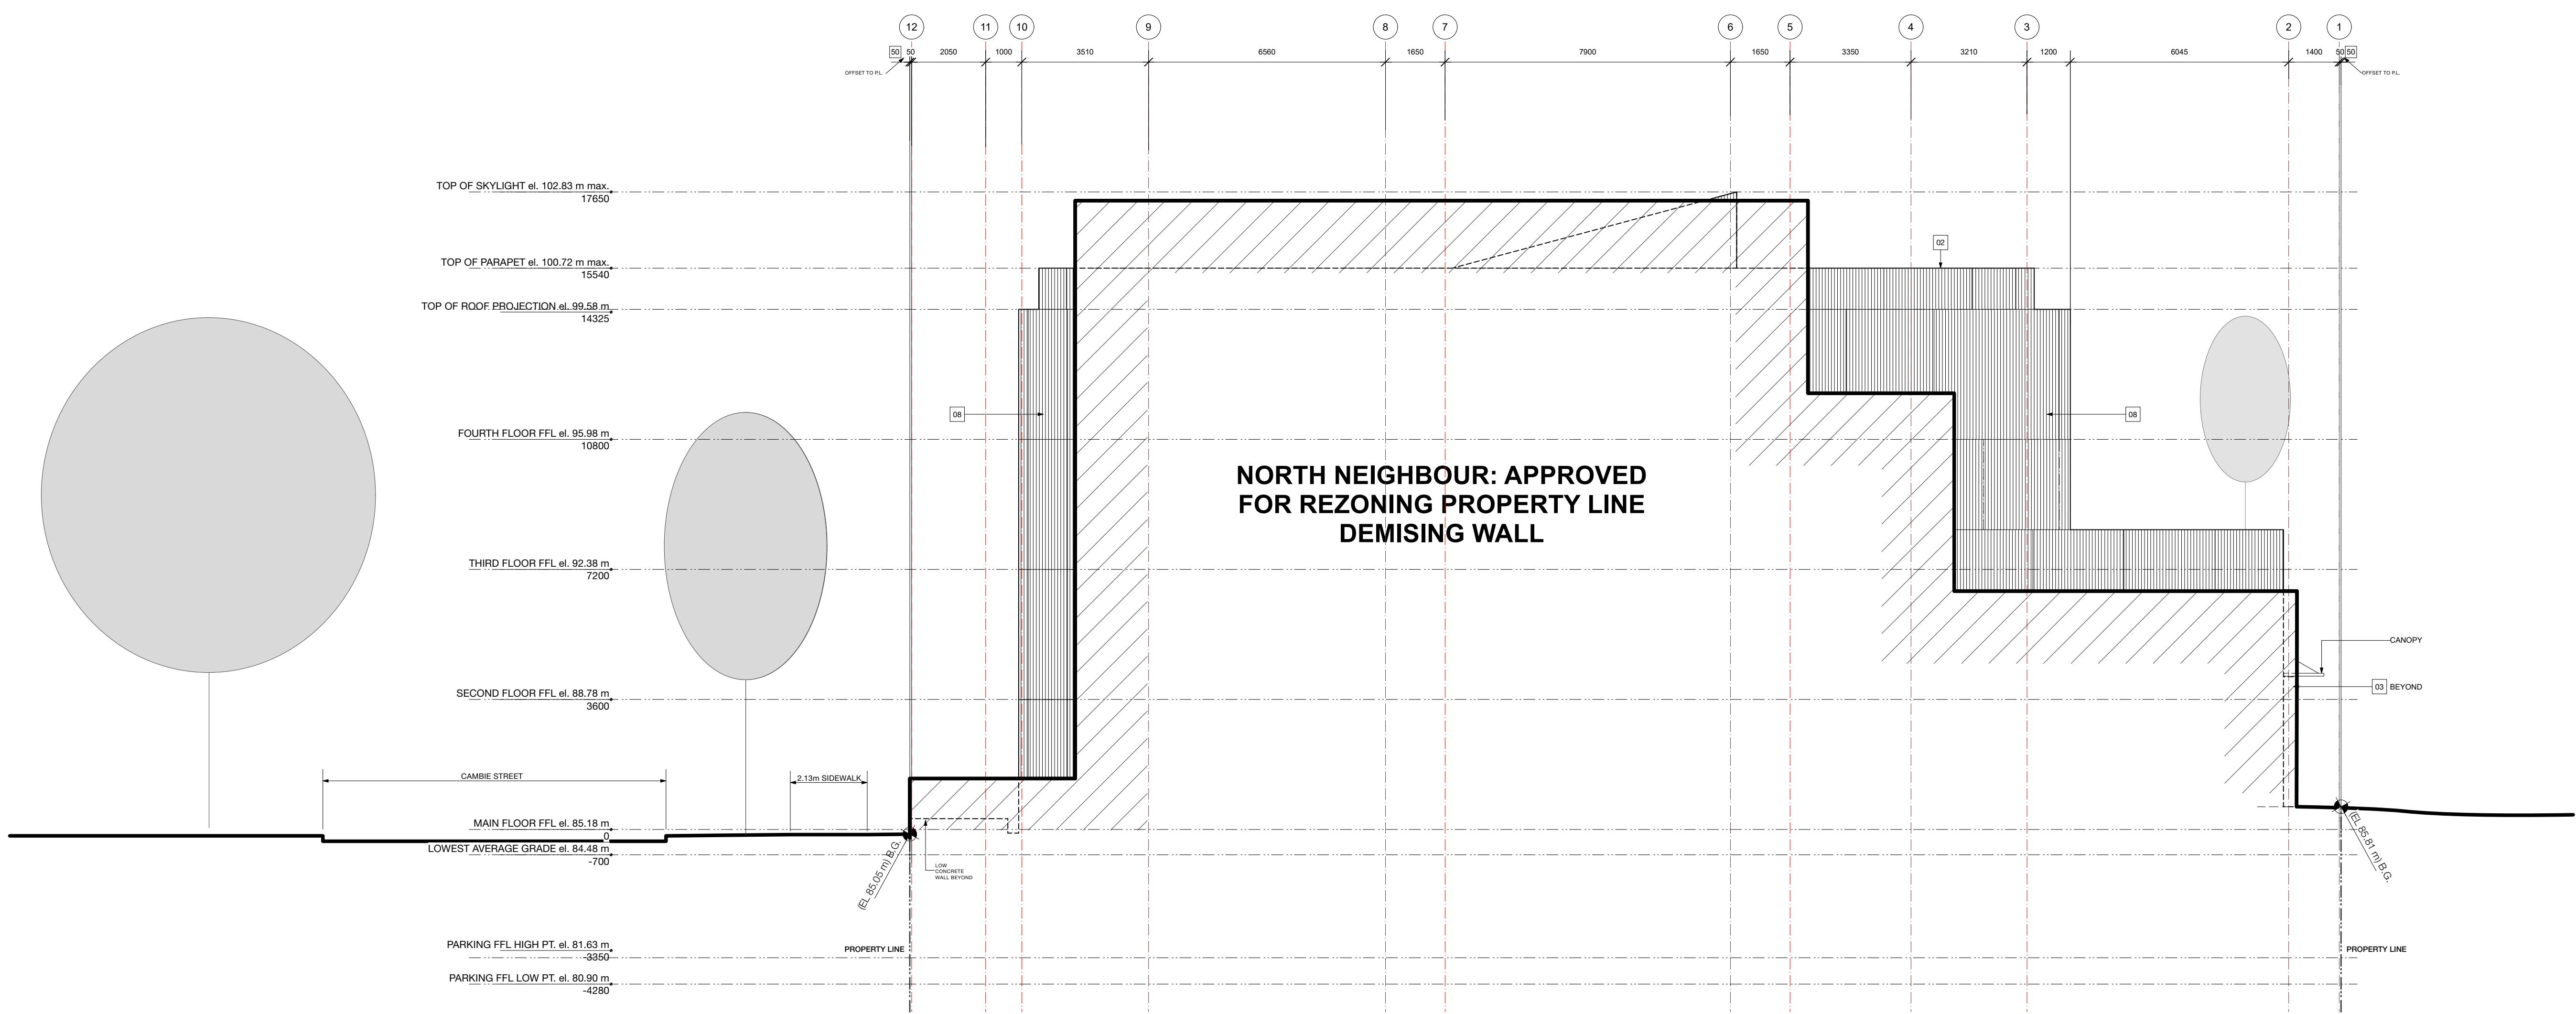 12 11 10 9 8 7 6 5 4 3 2 1
50 50 2050 1000 3510 6560 1650 7900 1650 3350 3210 1200 6045 1400 50 50
OFFSET TO P.L.
OFFSET TO P.L.
TOP OF SKYLIGHT el. 102.83 m max.
17650
02
TOP OF PARAPET el. 100.72 m max.
15540
TOP OF ROOF PROJECTION el. 99.58 m
14325
08
08
FOURTH FLOOR FFL el. 95.98 m
10800
NORTH NEIGHBOUR: APPROVED
FOR REZONING PROPERTY LINE
DEMISING WALL
THIRD FLOOR FFL el. 92.38 m
7200
CANOPY
03 BEYOND
SECOND FLOOR FFL el. 88.78 m
3600
CAMBIE STREET
2.13m SIDEWALK
MAIN FLOOR FFL el. 85.18 m
0
LOWEST AVERAGE GRADE el. 84.48 m
-700
(EL 85.05 m) B.G.
LOW
CONCRETE
WALL BEYOND
(EL 85.81 m) B.G.
PARKING FFL HIGH PT. el. 81.63 m
-3350
PROPERTY LINE
PROPERTY LINE
PARKING FFL LOW PT. el. 80.90 m
-4280